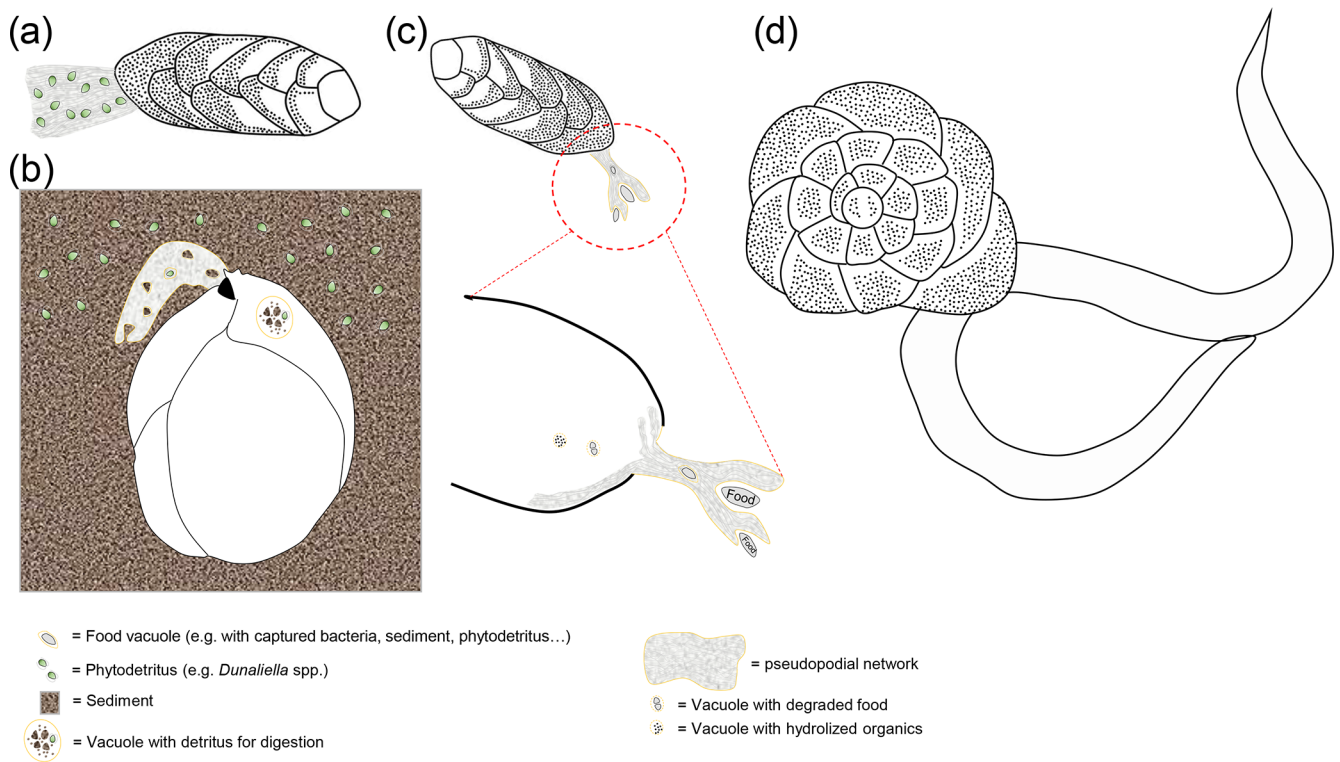 (a)
(c)
(d)
(b)
Food
Food
= Food vacuole (e.g. with captured bacteria, sediment, phytodetritus…)
= Phytodetritus (e.g. Dunaliella spp.)
= Sediment
= Vacuole with detritus for digestion
= pseudopodial network
= Vacuole with degraded food
= Vacuole with hydrolized organics